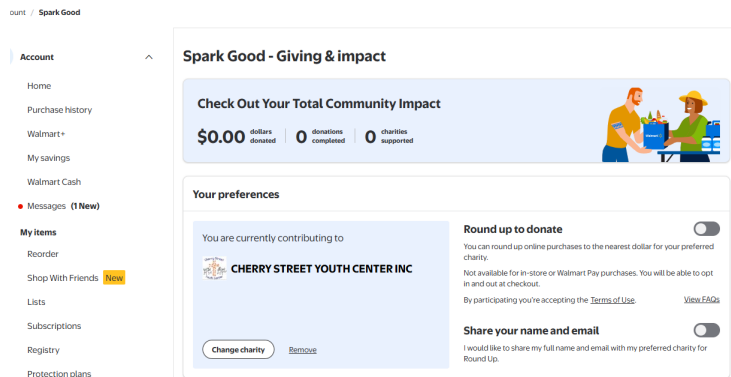 ount / Spark Good
Account
Home
Purchase history
Walmart+
My savings
Walmart Cash
Messages (1 New)
My items
Reorder
Shop With Friends New
Lists
Subscriptions
Registry
Protection plans
Spark Good - Giving & impact
Check Out Your Total Community Impact
$0.00 dollars donated
0 donations completed
0 charities supported
Your preferences
You are currently contributing to
CHERRY STREET YOUTH CENTER INC
Change charity Remove
Round up to donate
You can round up online purchases to the nearest dollar for your preferred
charity.
Not available for in-store or Walmart Pay purchases. You will be able to opt
in and out at checkout.
By participating you're accepting the Terms of Use. View FAQs
Share your name and email
I would like to share my full name and email with my preferred charity for
Round Up.